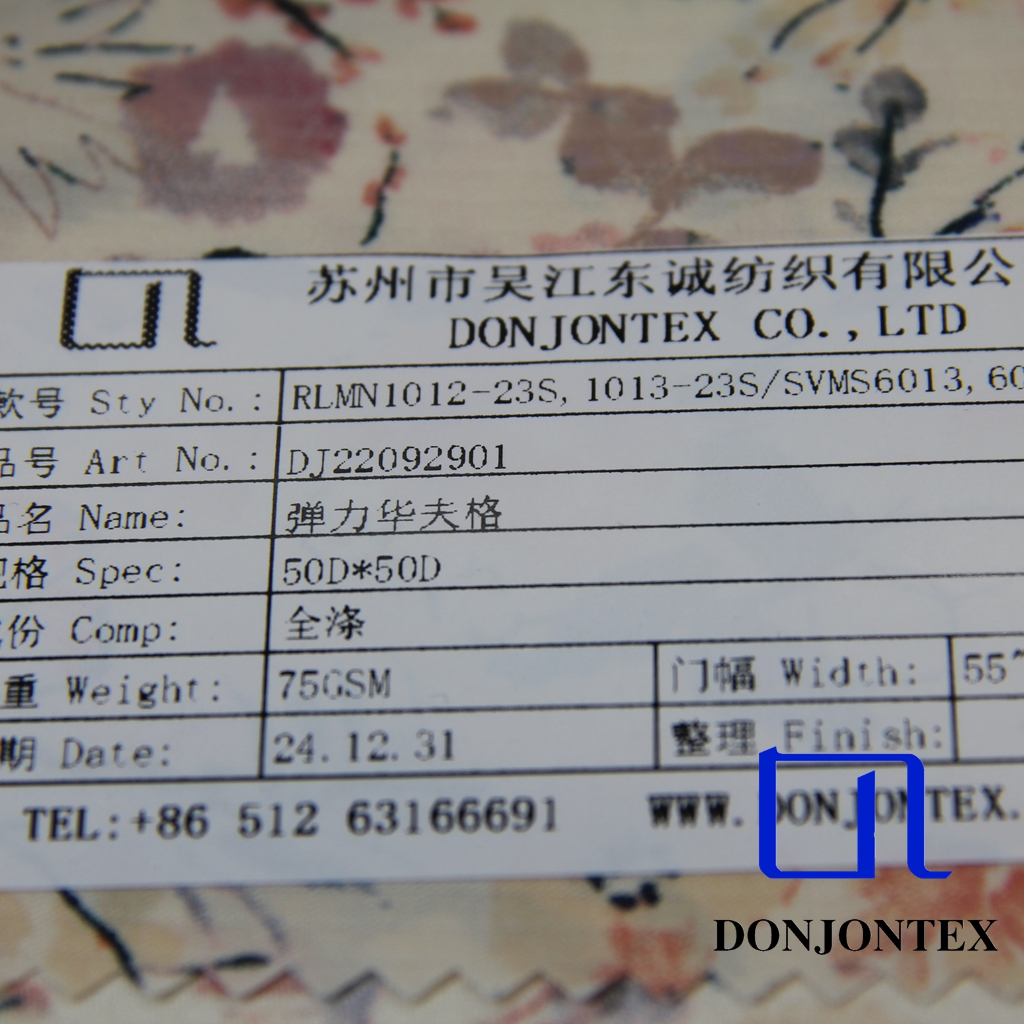 苏州市吴江东诚纺织有限公
DONJONTEX CO.,LTD
款号 Sty No.: RLMN1012-23S, 1013-23S/SVMS6013, 60
品号 Art No.: DJ22092901
品名 Name: 弹力华夫格
规格 Spec: 50D*50D
份 Comp: 全涤
重 Weight: 75GSM 门幅 Width: 55"
期 Date: 24.12.31 整理 Finish:
TEL:+86 512 63166691 WWW.DONJONTEX.
DONJONTEX